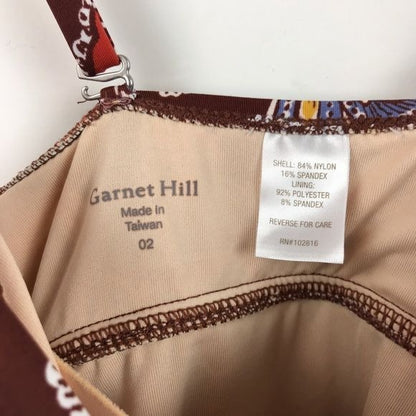 Garnet Hill
Made in
Taiwan
02
SHELL: 84% NYLON
16% SPANDEX
LINING:
92% POLYESTER
8% SPANDEX
REVERSE FOR CARE
RN#102816